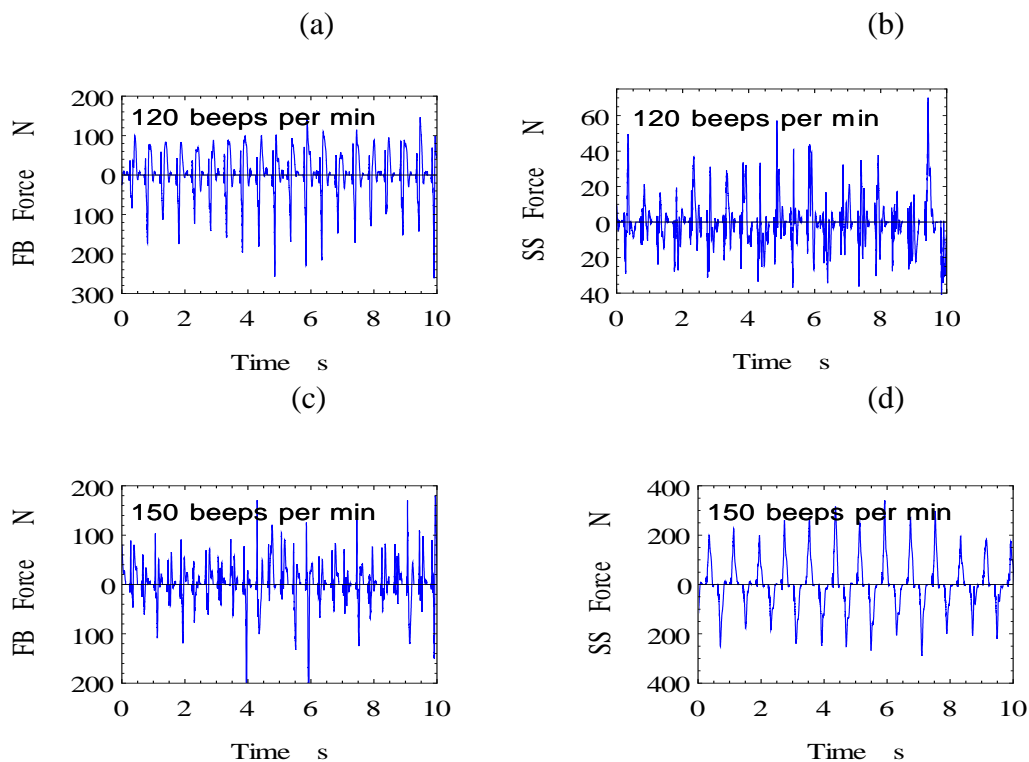 (a)
FB Force N
200
100
0
100
200
300
120 beeps per min
0 2 4 6 8 10
Time s
(b)
SS Force N
60
40
20
0
20
40
120 beeps per min
0 2 4 6 8 10
Time s
(c)
FB Force N
200
100
0
100
200
150 beeps per min
0 2 4 6 8 10
Time s
(d)
SS Force N
400
200
0
200
400
150 beeps per min
0 2 4 6 8 10
Time s